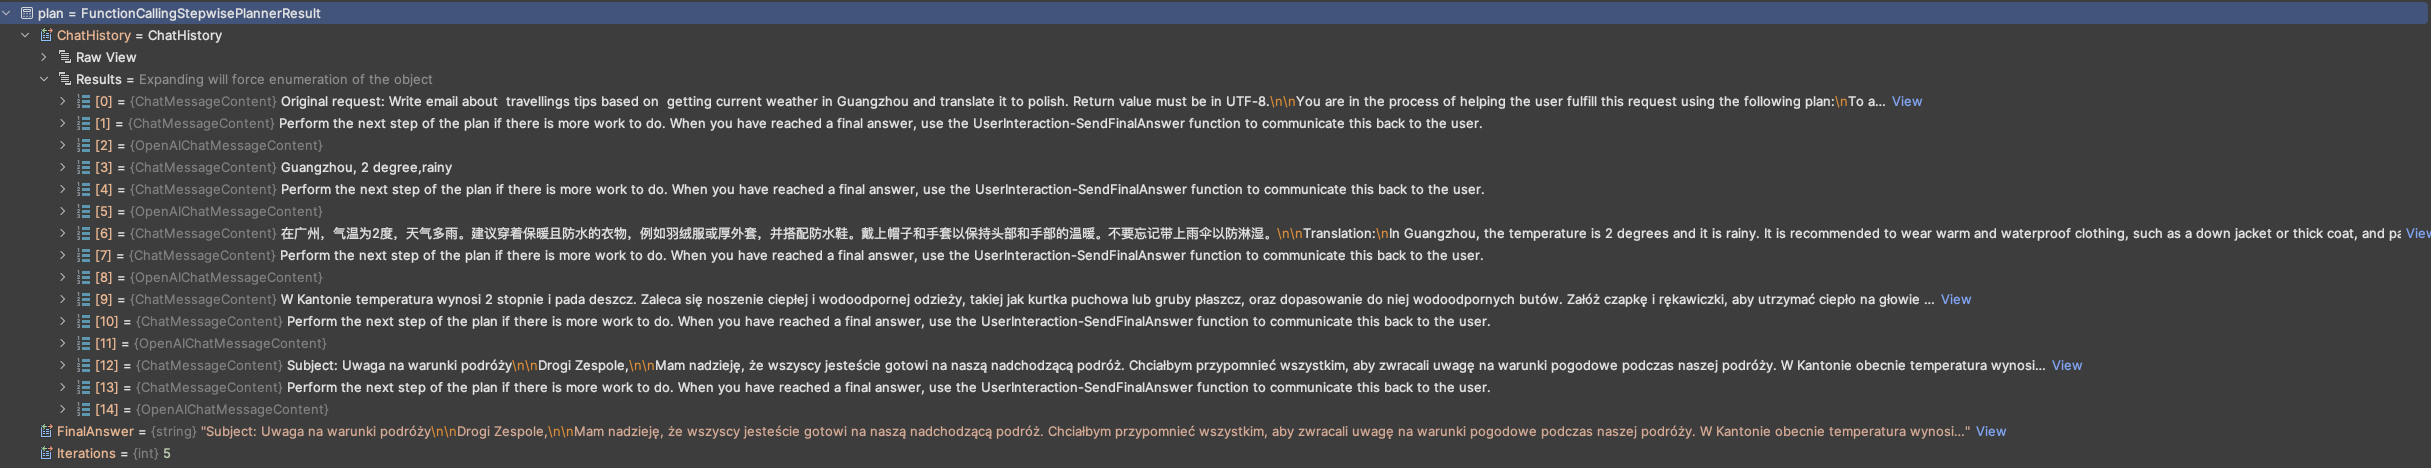 plan = FunctionCallingStepwisePlannerResult
ChatHistory = ChatHistory
Raw View
Results = Expanding will force enumeration of the object
[0] = {ChatMessageContent} Original request: Write email about  travellings tips based on  getting current weather in Guangzhou and translate it to polish. Return value must be in UTF-8.\n\nYou are in the process of helping the user fulfill this request using the following plan:\nTo a... View
[1] = {ChatMessageContent} Perform the next step of the plan if there is more work to do. When you have reached a final answer, use the UserInteraction-SendFinalAnswer function to communicate this back to the user.
[2] = {OpenAIChatMessageContent}
[3] = {ChatMessageContent} Guangzhou, 2 degree,rainy
[4] = {ChatMessageContent} Perform the next step of the plan if there is more work to do. When you have reached a final answer, use the UserInteraction-SendFinalAnswer function to communicate this back to the user.
[5] = {OpenAIChatMessageContent}
[6] = {ChatMessageContent} 在广州，气温为2度，天气多雨。建议穿着保暖且防水的衣物，例如羽绒服或厚外套，并搭配防水鞋。戴上帽子和手套以保持头部和手部的温暖。不要忘记带上雨伞以防淋湿。\n\nTranslation:\nIn Guangzhou, the temperature is 2 degrees and it is rainy. It is recommended to wear warm and waterproof clothing, such as a down jacket or thick coat, and pa View
[7] = {ChatMessageContent} Perform the next step of the plan if there is more work to do. When you have reached a final answer, use the UserInteraction-SendFinalAnswer function to communicate this back to the user.
[8] = {OpenAIChatMessageContent}
[9] = {ChatMessageContent} W Kantonie temperatura wynosi 2 stopnie i pada deszcz. Zaleca się noszenie ciepłej i wodoodpornej odzieży, takiej jak kurtka puchowa lub gruby płaszcz, oraz dopasowanie do niej wodoodpornych butów. Załóż czapkę i rękawiczki, aby utrzymać ciepło na głowie ... View
[10] = {ChatMessageContent} Perform the next step of the plan if there is more work to do. When you have reached a final answer, use the UserInteraction-SendFinalAnswer function to communicate this back to the user.
[11] = {OpenAIChatMessageContent}
[12] = {ChatMessageContent} Subject: Uwaga na warunki podróży\n\nDrogi Zespole,\n\nMam nadzieję, że wszyscy jesteście gotowi na naszą nadchodzącą podróż. Chciałbym przypomnieć wszystkim, aby zwracali uwagę na warunki pogodowe podczas naszej podróży. W Kantonie obecnie temperatura wynosi... View
[13] = {ChatMessageContent} Perform the next step of the plan if there is more work to do. When you have reached a final answer, use the UserInteraction-SendFinalAnswer function to communicate this back to the user.
[14] = {OpenAIChatMessageContent}
FinalAnswer = {string} "Subject: Uwaga na warunki podróży\n\nDrogi Zespole,\n\nMam nadzieję, że wszyscy jesteście gotowi na naszą nadchodzącą podróż. Chciałbym przypomnieć wszystkim, aby zwracali uwagę na warunki pogodowe podczas naszej podróży. W Kantonie obecnie temperatura wynosi..." View
Iterations = {int} 5